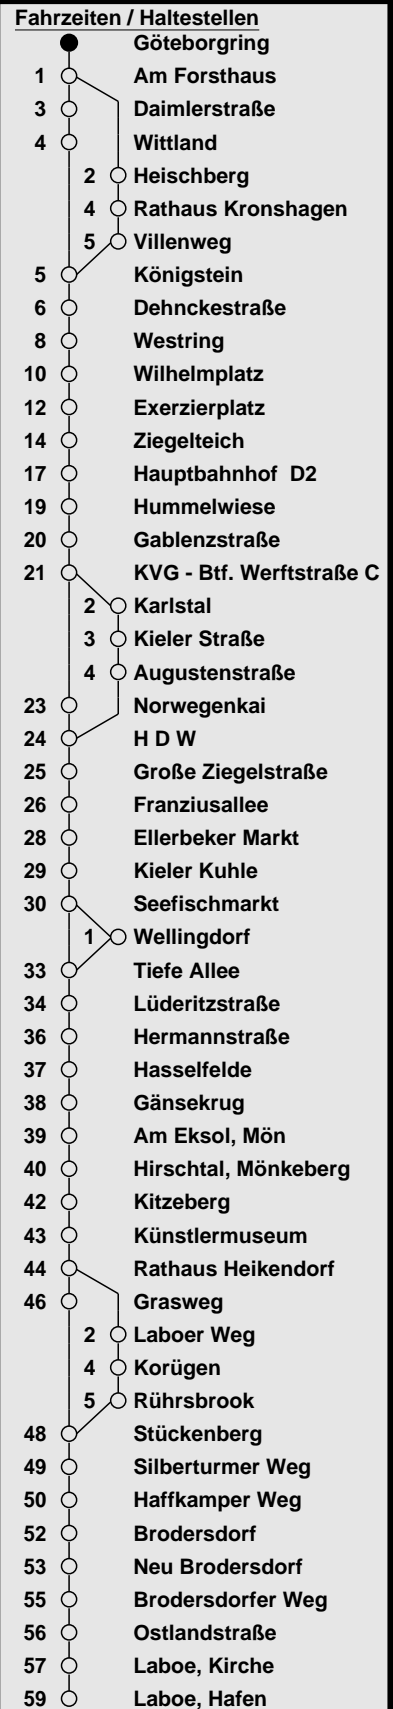 Fahrzeiten / Haltestellen
Göteborgring
1 Am Forsthaus
3 Daimlerstraße
4 Wittland
2 Heischberg
4 Rathaus Kronshagen
5 Villenweg
5 Königstein
6 Dehnckestraße
8 Westring
10 Wilhelmplatz
12 Exerzierplatz
14 Ziegelteich
17 Hauptbahnhof D2
19 Hummelwiese
20 Gablenzstraße
21 KVG - Btf. Werftstraße C
2 Karlstal
3 Kieler Straße
4 Augustenstraße
23 Norwegenkai
24 H D W
25 Große Ziegelstraße
26 Franziusallee
28 Ellerbeker Markt
29 Kieler Kuhle
30 Seefischmarkt
1 Wellingdorf
33 Tiefe Allee
34 Lüderitzstraße
36 Hermannstraße
37 Hasselfelde
38 Gänsekrug
39 Am Eksol, Mön
40 Hirschtal, Mönkeberg
42 Kitzeberg
43 Künstlermuseum
44 Rathaus Heikendorf
46 Grasweg
2 Laboer Weg
4 Korügen
5 Rührsbrook
48 Stückenberg
49 Silberturmer Weg
50 Haffkamper Weg
52 Brodersdorf
53 Neu Brodersdorf
55 Brodersdorfer Weg
56 Ostlandstraße
57 Laboe, Kirche
59 Laboe, Hafen